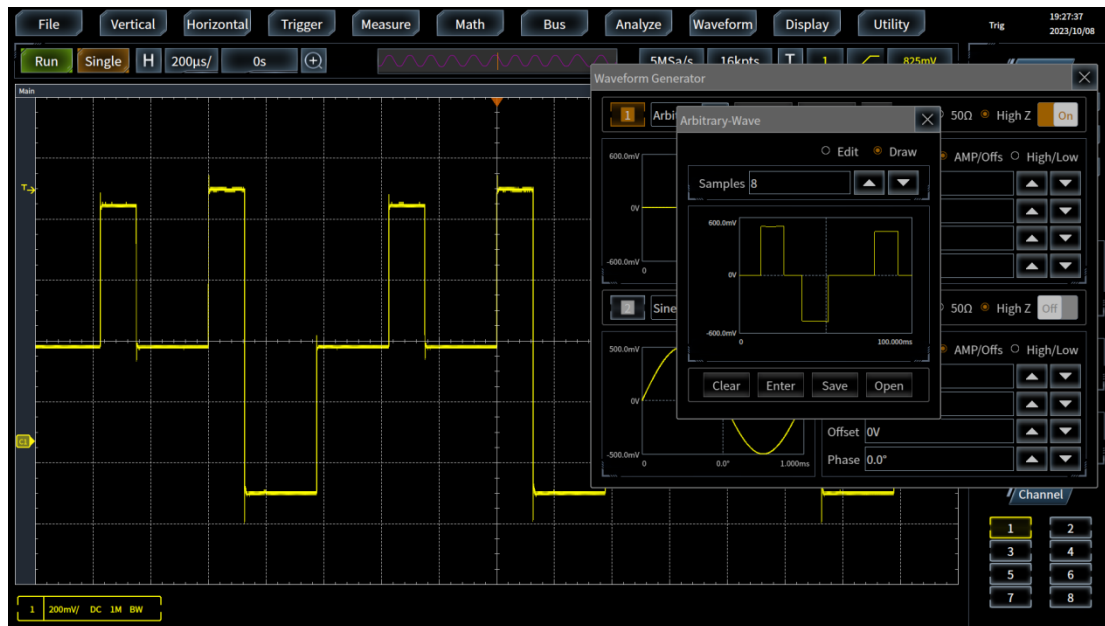 File Vertical Horizontal Trigger Measure Math Bus Analyze Waveform Display Utility Trig 19:27:37
2023/10/08
Run Single H 200μs/ 0s 5MSa/s 16kpts T 1 825mV
Main
Waveform Generator
1 Arbi 50Ω High Z On
Arbitrary-Wave
Edit Draw
600.0mV AMP/Offs High/Low
Samples 8
T
600.0mV
0V
0V
-600.0mV
0
2 Sine 50Ω High Z Off
-600.0mV
0 100.000ms
500.0mV AMP/Offs High/Low
Clear Enter Save Open
0V
Offset 0V
C1
-500.0mV
0 0.0° 1.000ms
Phase 0.0°
Channel
1 2
3 4
5 6
7 8
1 200mV/ DC 1M BW